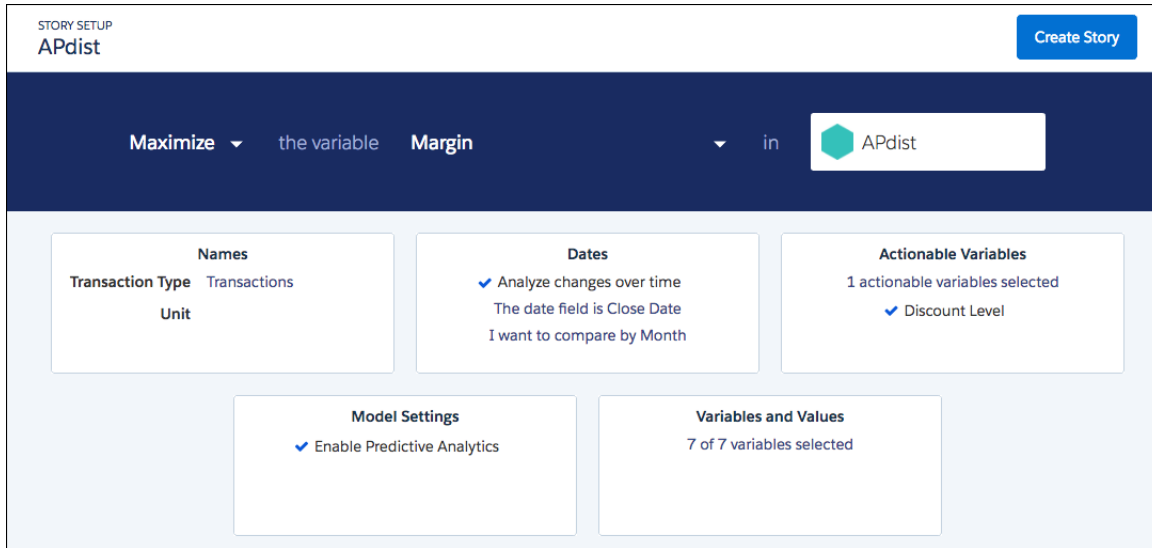 STORY SETUP
APdist
Create Story
Maximize the variable Margin in APdist
Names
Transaction Type Transactions
Unit
Dates
Analyze changes over time
The date field is Close Date
I want to compare by Month
Actionable Variables
1 actionable variables selected
Discount Level
Model Settings
Enable Predictive Analytics
Variables and Values
7 of 7 variables selected